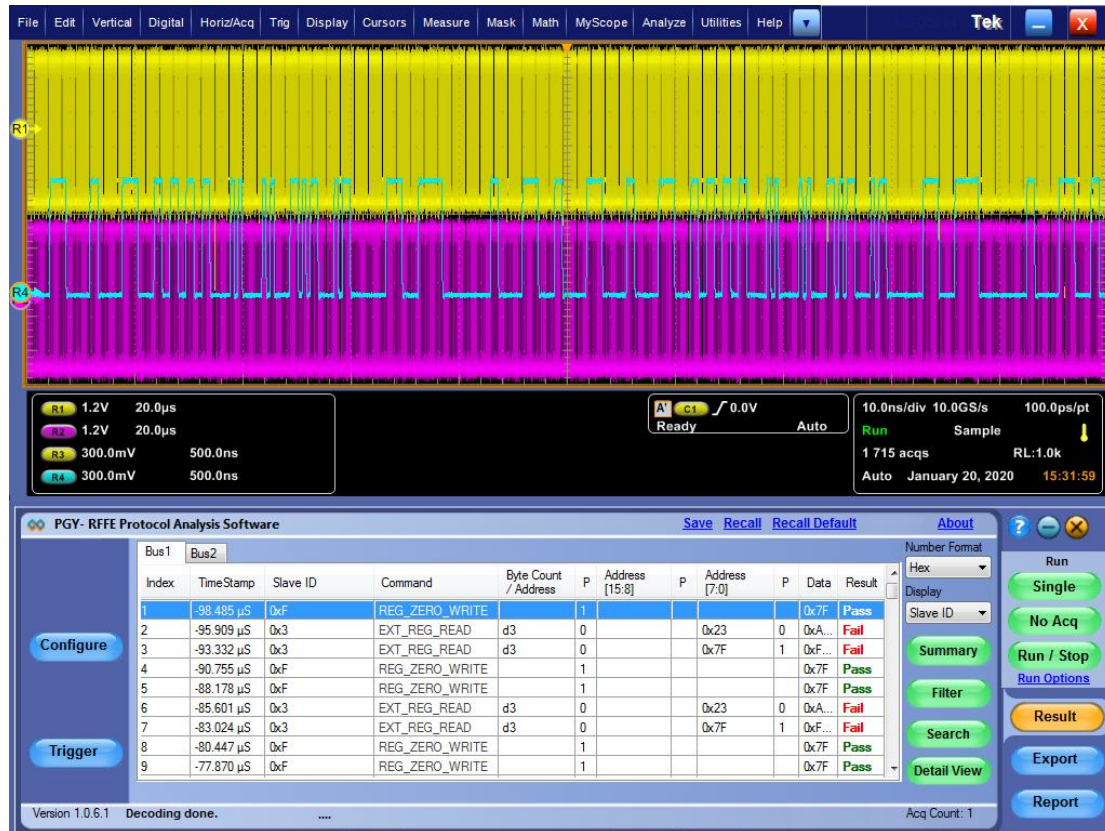 File Edit Vertical Digital Horiz/Acq Trig Display Cursors Measure Mask Math MyScope Analyze Utilities Help Tek X
R1
R4
R1 1.2V 20.0µs
R2 1.2V 20.0µs
R3 300.0mV 500.0ns
R4 300.0mV 500.0ns
A' C1 0.0V
Ready Auto
10.0ns/div 10.0GS/s 100.0ps/pt
Run Sample
1 715 acqs RL:1.0k
Auto January 20, 2020 15:31:59
PGY- RFFE Protocol Analysis Software Save Recall Recall Default About ?
Bus1 Bus2
Index TimeStamp Slave ID Command Byte Count / Address P Address [15:8] P Address [7:0] P Data Result
1 -98.485 µS 0xF REG_ZERO_WRITE 1 0x7F Pass
2 -95.909 µS 0x3 EXT_REG_READ d3 0 0x23 0 0xA... Fail
3 -93.332 µS 0x3 EXT_REG_READ d3 0 0x7F 1 0xF... Fail
4 -90.755 µS 0xF REG_ZERO_WRITE 1 0x7F Pass
5 -88.178 µS 0xF REG_ZERO_WRITE 1 0x7F Pass
6 -85.601 µS 0x3 EXT_REG_READ d3 0 0x23 0 0xA... Fail
7 -83.024 µS 0x3 EXT_REG_READ d3 0 0x7F 1 0xF... Fail
8 -80.447 µS 0xF REG_ZERO_WRITE 1 0x7F Pass
9 -77.870 µS 0xF REG_ZERO_WRITE 1 0x7F Pass
Configure
Trigger
Number Format
Hex
Display
Slave ID
Summary
Filter
Search
Detail View
Run
Single
No Acq
Run / Stop
Run Options
Result
Export
Report
Version 1.0.6.1 Decoding done. .... Acq Count: 1